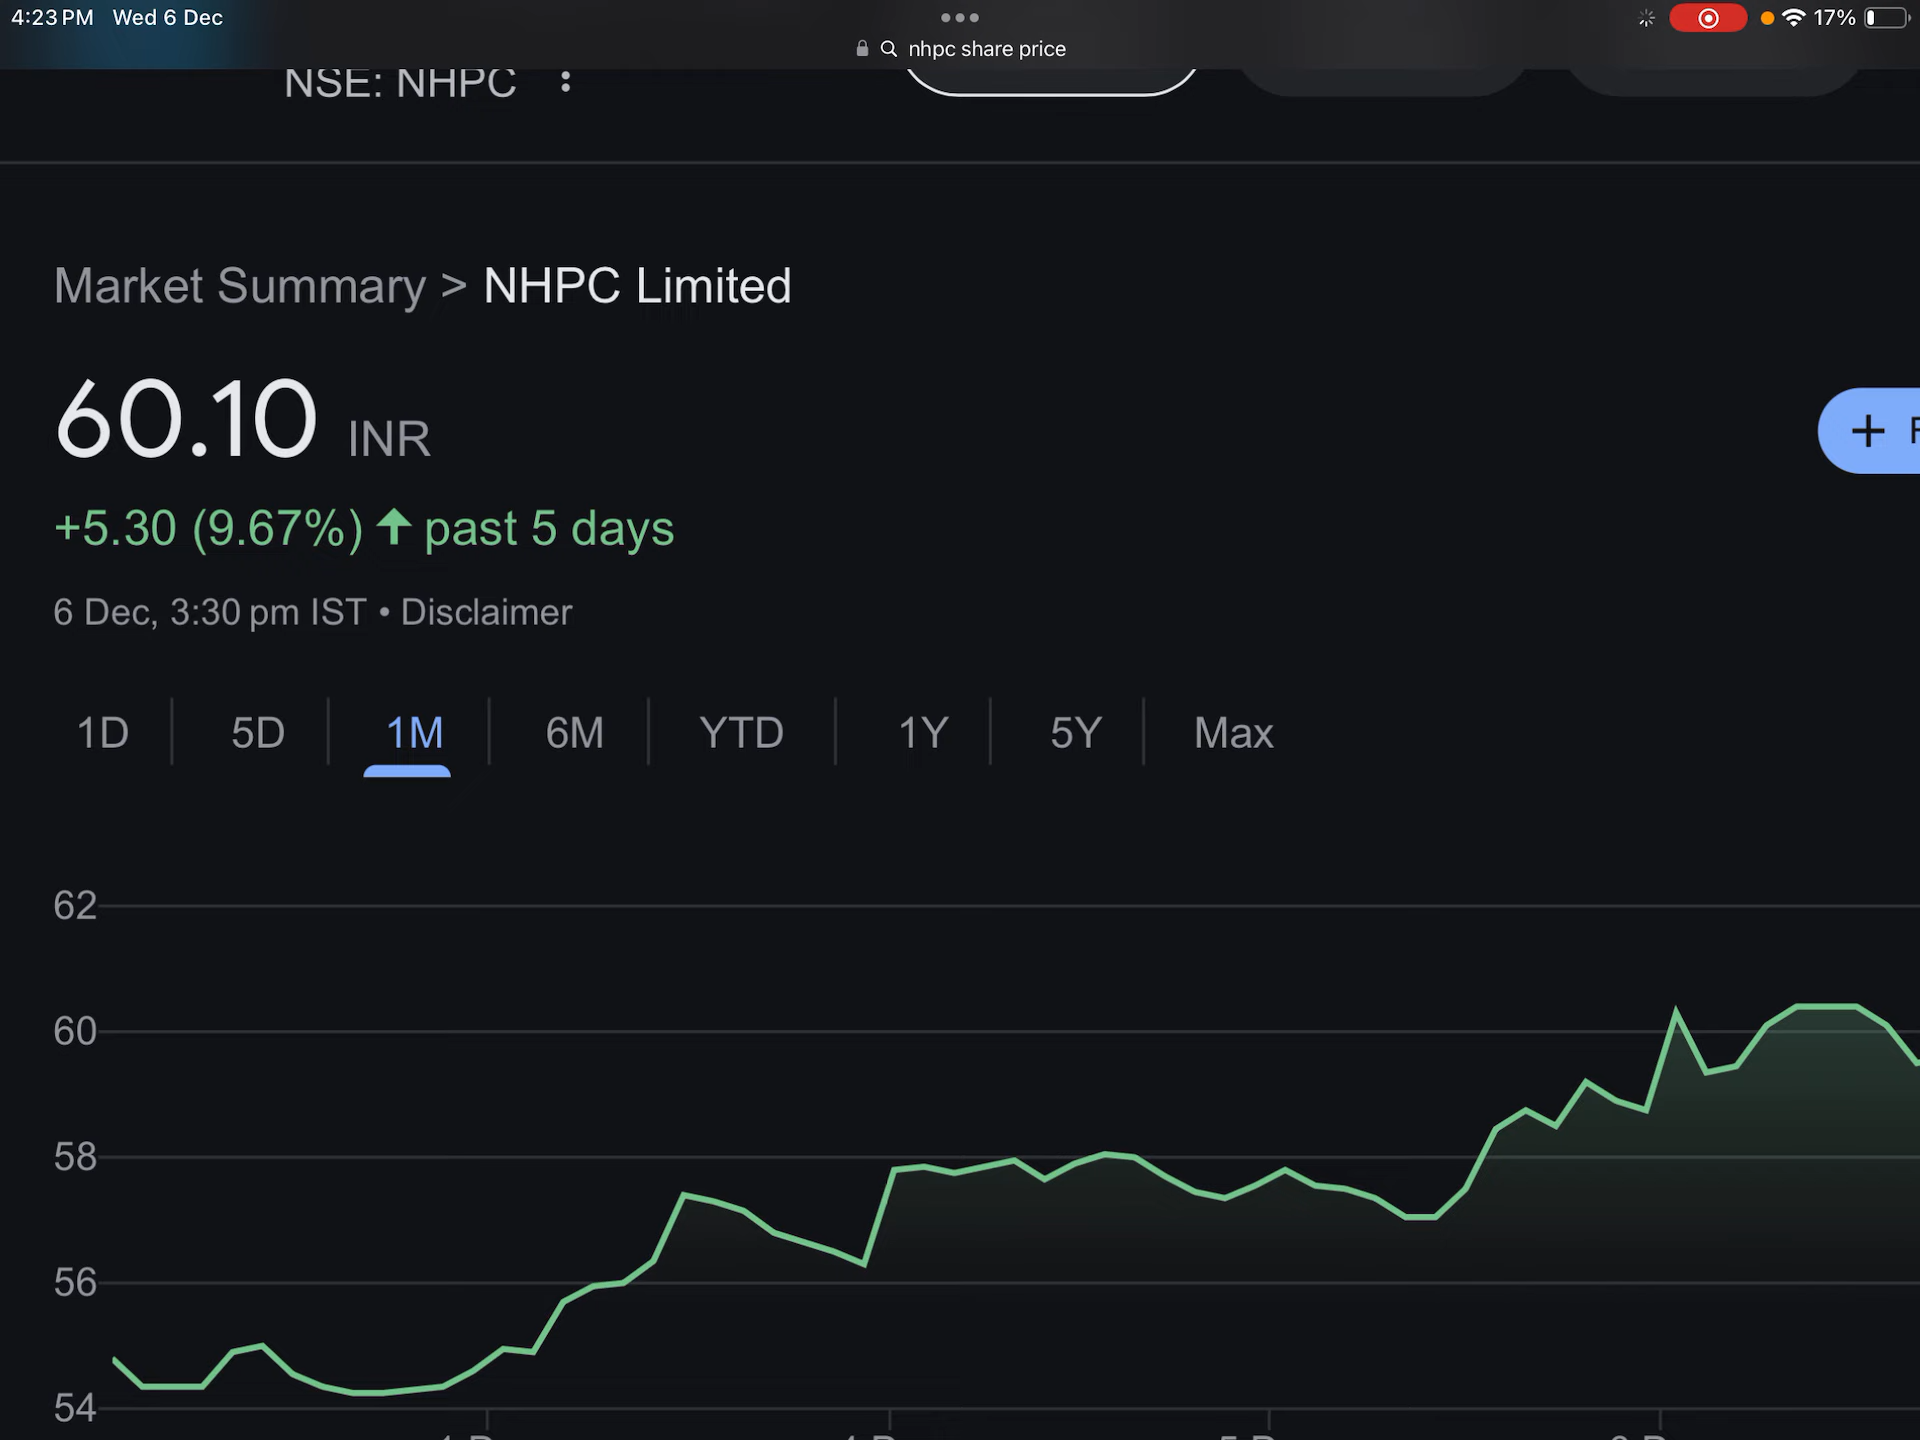 4:23 PM Wed 6 Dec
17%
nhpc share price
NSE: NHPC
Market Summary > NHPC Limited
60.10 INR
+
+5.30 (9.67%) past 5 days
6 Dec, 3:30 pm IST • Disclaimer
1D 5D 1M 6M YTD 1Y 5Y Max
62
60
58
56
54